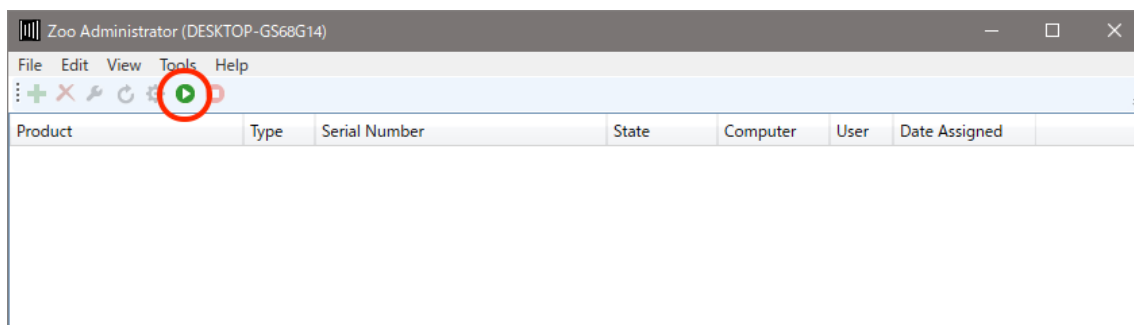 Zoo Administrator (DESKTOP-GS68G14)
File Edit View Tools Help
Product Type Serial Number State Computer User Date Assigned